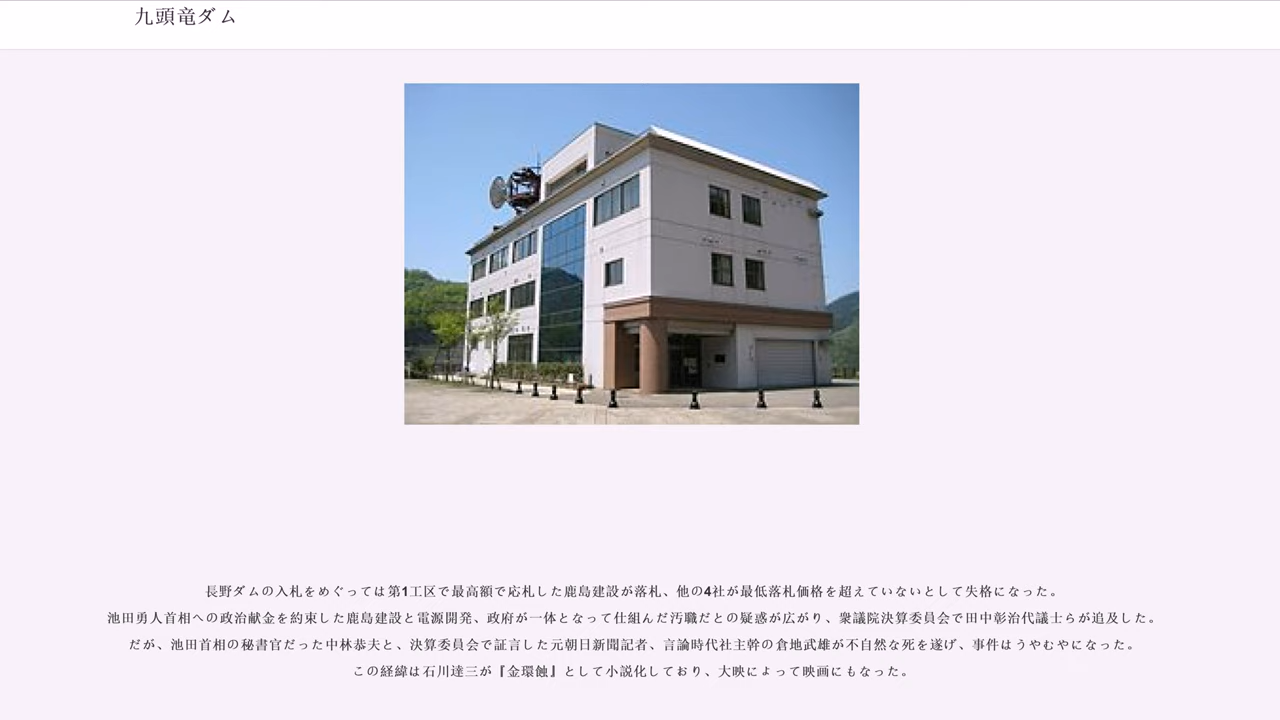 九頭竜ダム
長野ダムの入札をめぐっては第1工区で最高額で応札した鹿島建設が落札、他の4社が最低落札価格を超えていないとして失格になった。
池田勇人首相への政治献金を約束した鹿島建設と電源開発、政府が一体となって仕組んだ汚職だとの疑惑が広がり、衆議院決算委員会で田中彰治代議士らが追及した。
だが、池田首相の秘書官だった中林恭夫と、決算委員会で証言した元朝日新聞記者、言論時代社主幹の倉地武雄が不自然な死を遂げ、事件はうやむやになった。
この経緯は石川達三が『金環蝕』として小説化しており、大映によって映画にもなった。